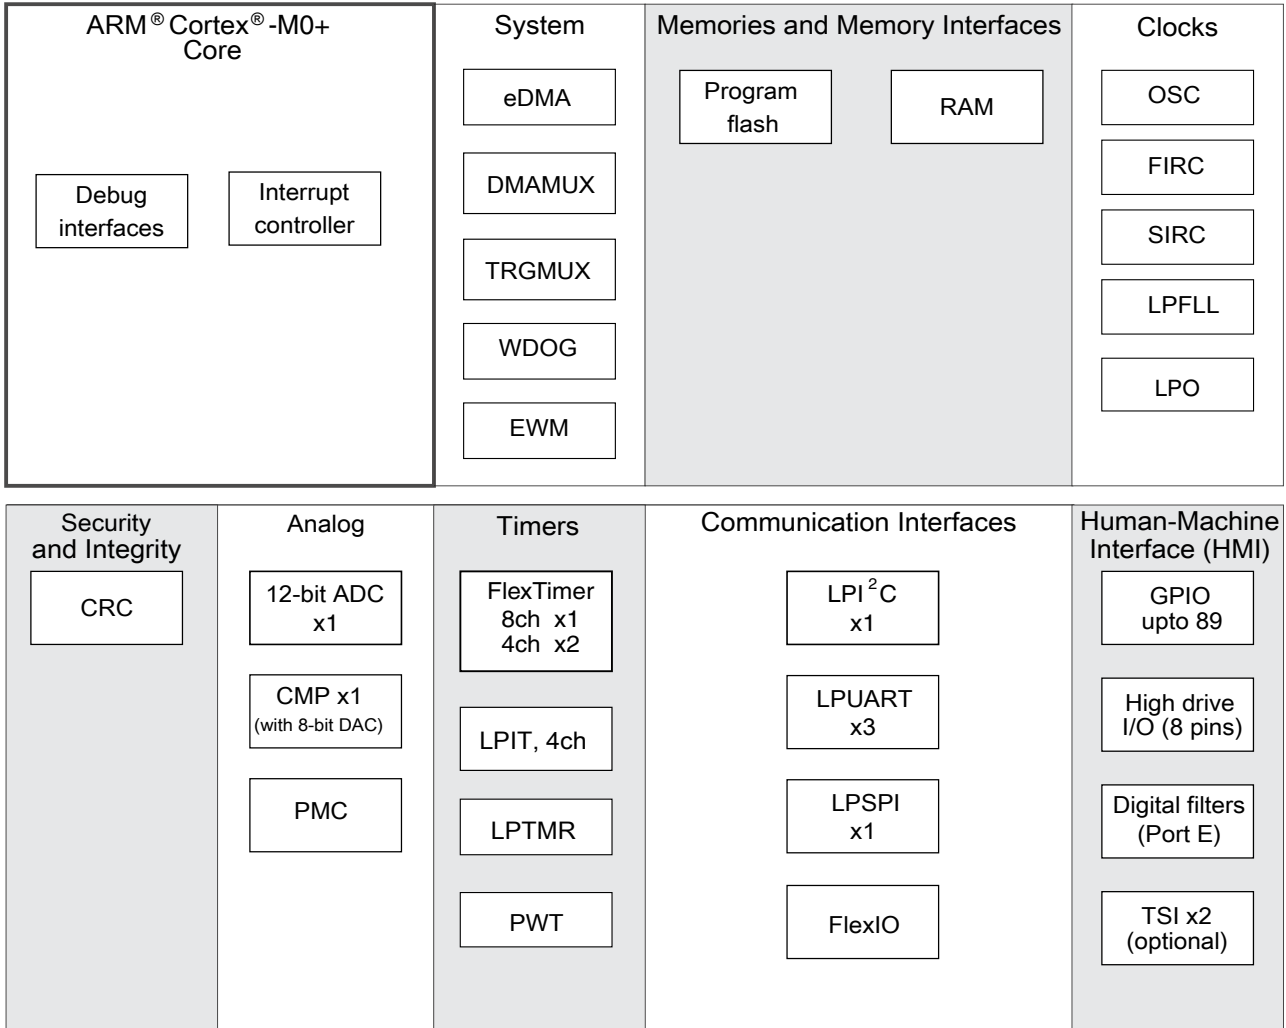 ARM® Cortex®-M0+
Core
Debug
interfaces
Interrupt
controller
System
eDMA
DMAMUX
TRGMUX
WDOG
EWM
Memories and Memory Interfaces
Program
flash
RAM
Clocks
OSC
FIRC
SIRC
LPFLL
LPO
Security
and Integrity
CRC
Analog
12-bit ADC
x1
CMP x1
(with 8-bit DAC)
PMC
Timers
FlexTimer
8ch x1
4ch x2
LPIT, 4ch
LPTMR
PWT
Communication Interfaces
LPI²C
x1
LPUART
x3
LPSPI
x1
FlexIO
Human-Machine
Interface (HMI)
GPIO
upto 89
High drive
I/O (8 pins)
Digital filters
(Port E)
TSI x2
(optional)